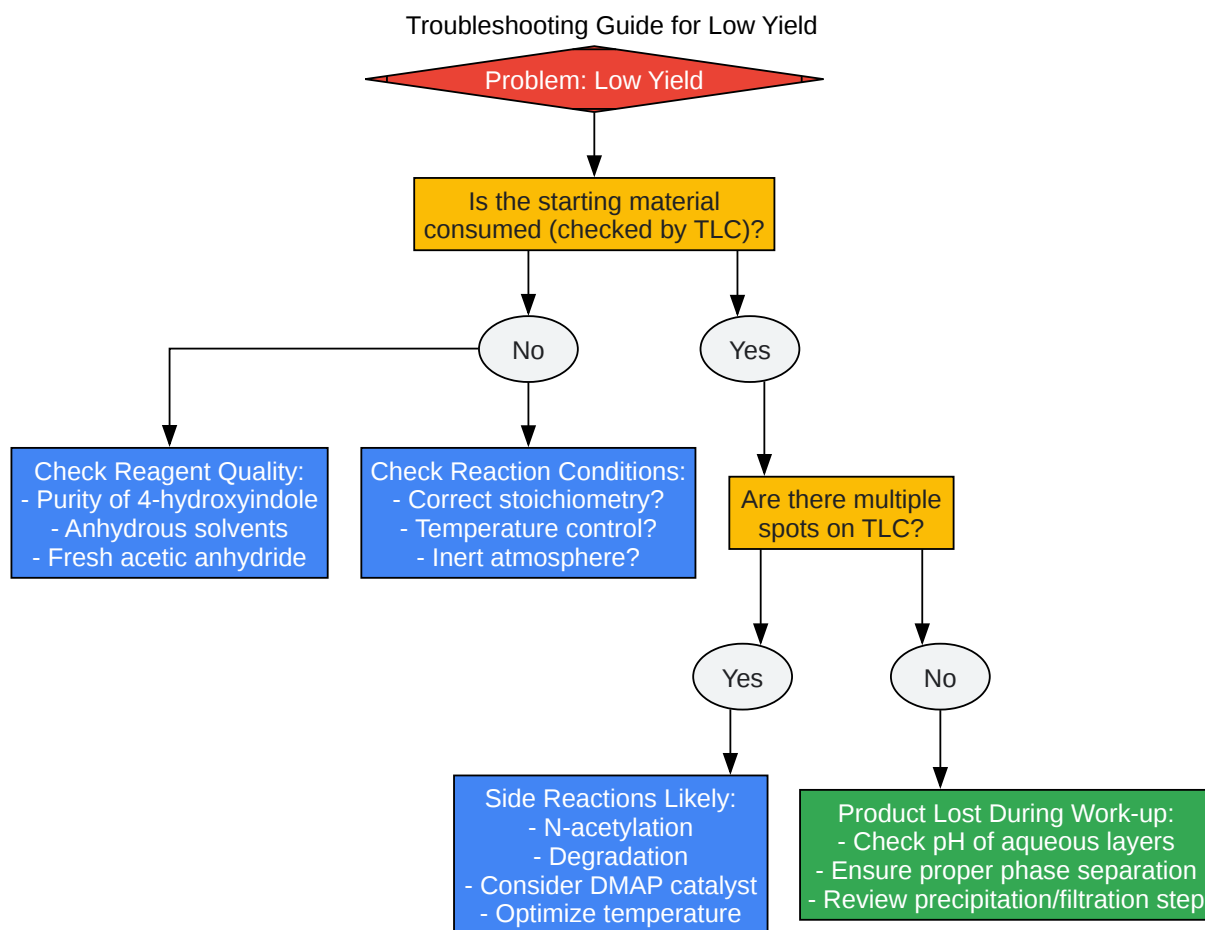 Troubleshooting Guide for Low Yield
Problem: Low Yield
Is the starting material
consumed (checked by TLC)?
No
Yes
Check Reagent Quality:
- Purity of 4-hydroxyindole
- Anhydrous solvents
- Fresh acetic anhydride
Check Reaction Conditions:
- Correct stoichiometry?
- Temperature control?
- Inert atmosphere?
Are there multiple
spots on TLC?
Yes
No
Side Reactions Likely:
- N-acetylation
- Degradation
- Consider DMAP catalyst
- Optimize temperature
Product Lost During Work-up:
- Check pH of aqueous layers
- Ensure proper phase separation
- Review precipitation/filtration step